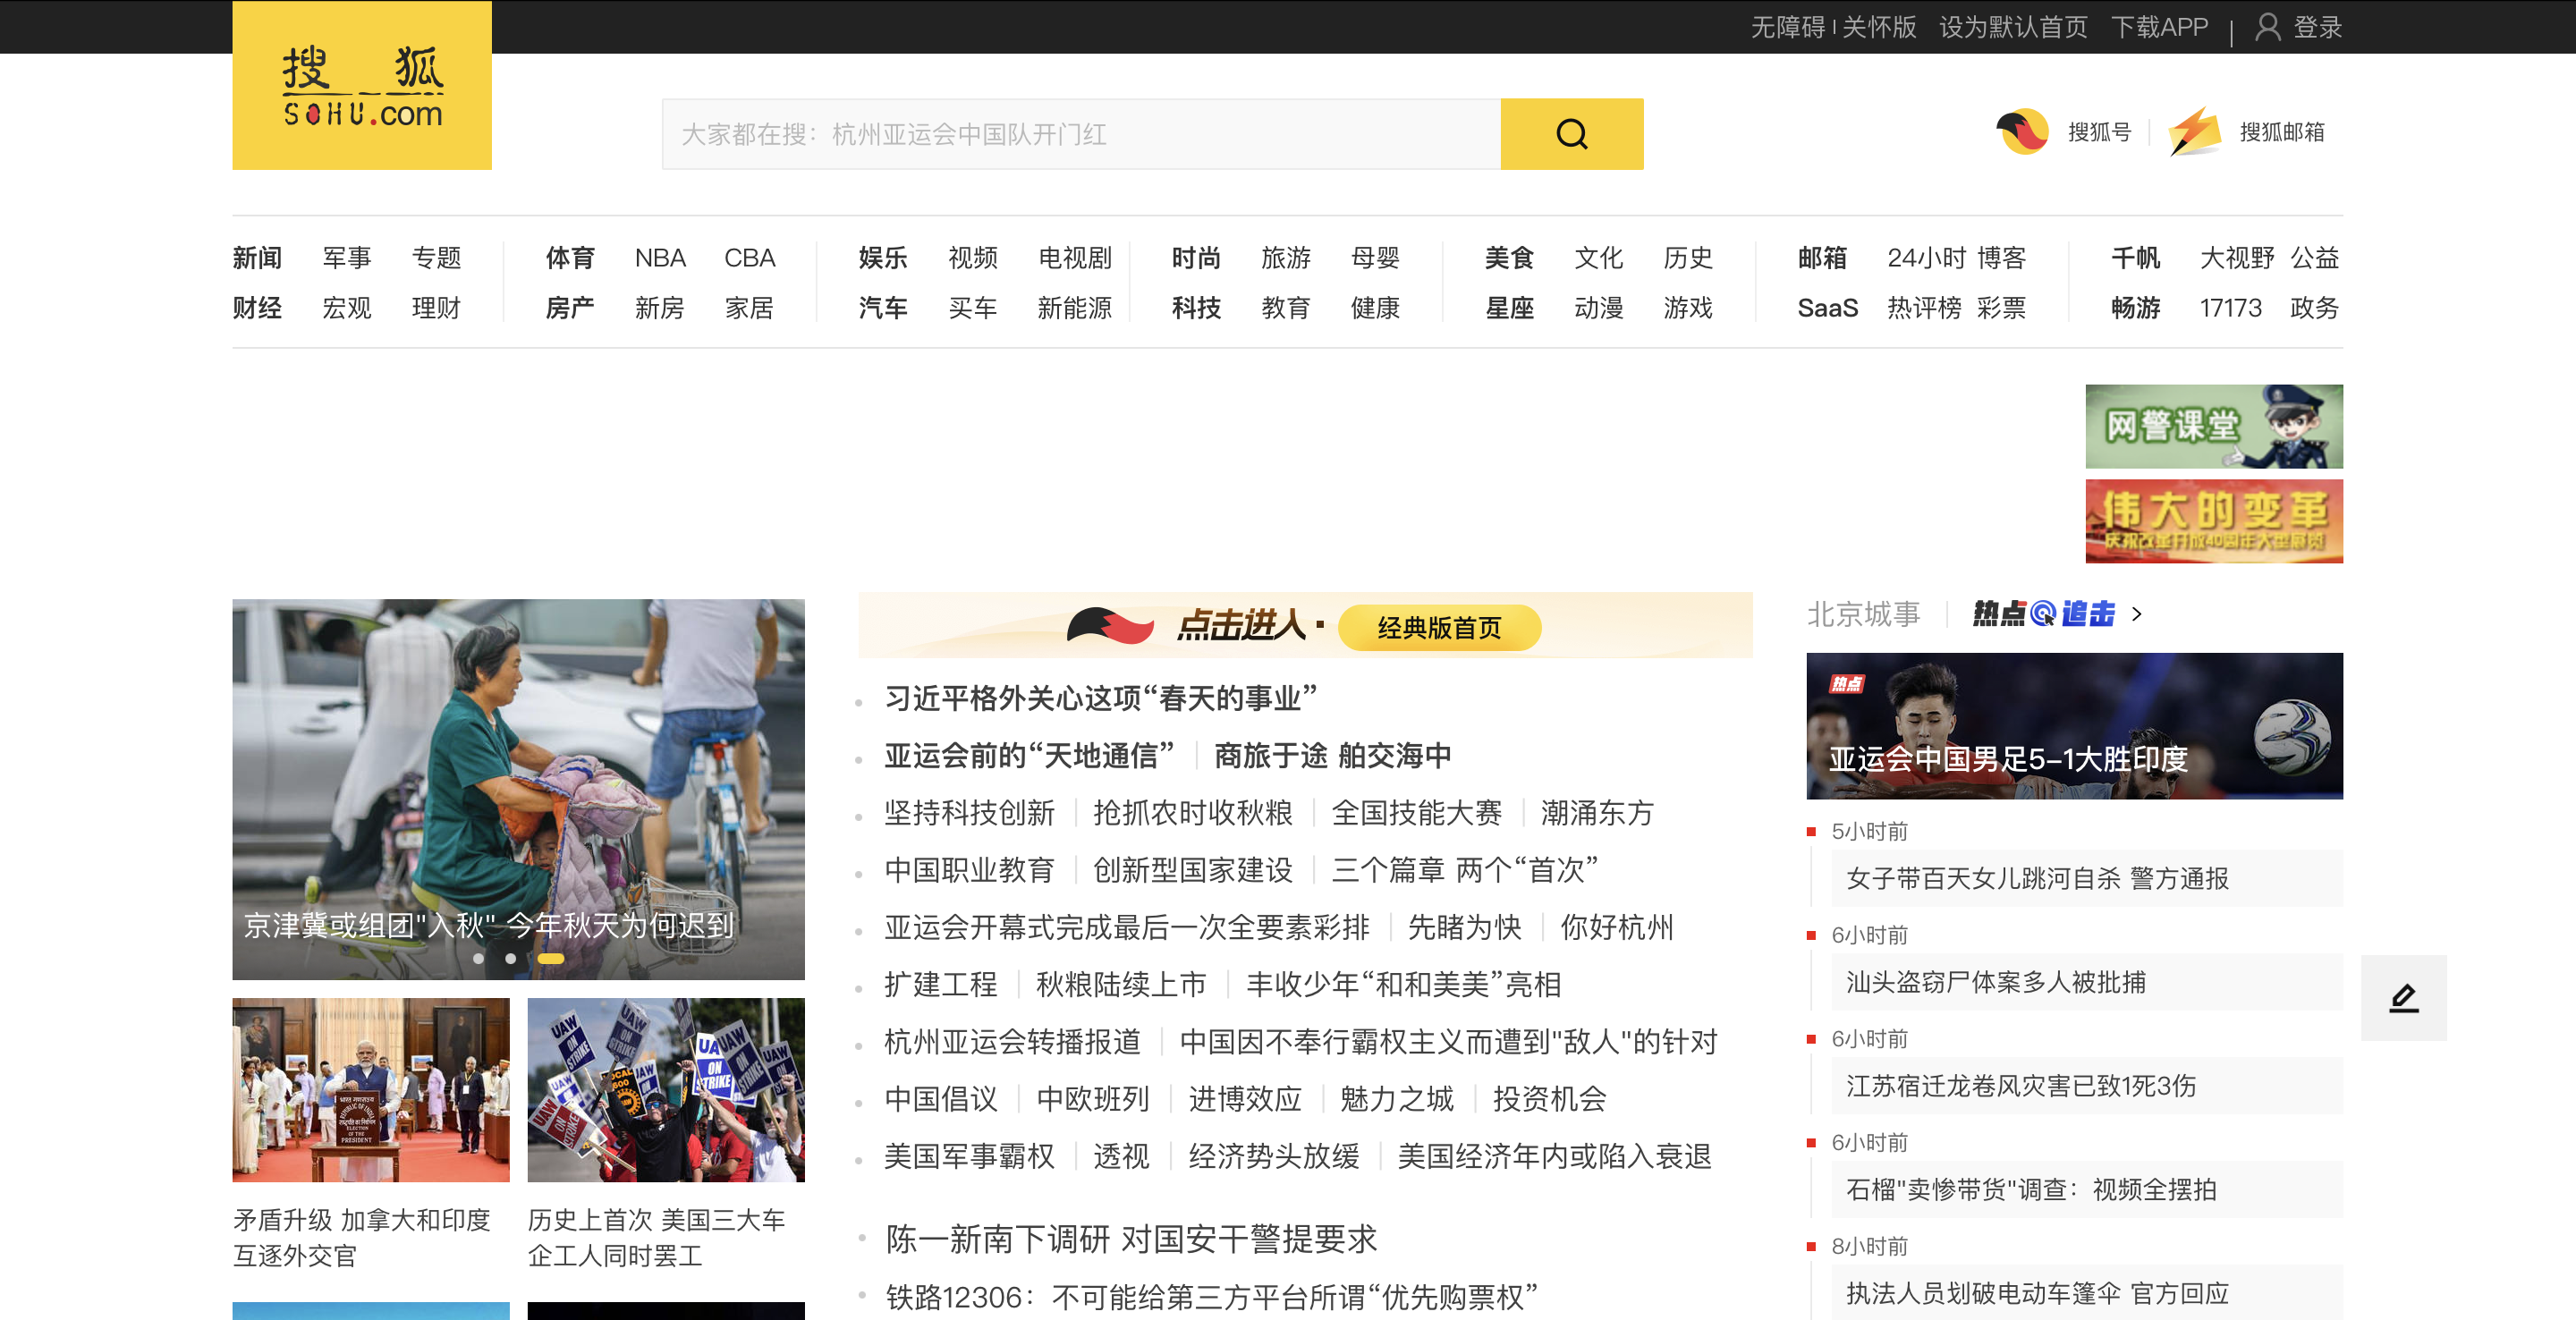 无障碍 | 关怀版 设为默认首页 下载APP | 登录
搜 狐
SOHU.com
大家都在搜：杭州亚运会中国队开门红
搜狐号 搜狐邮箱
新闻 军事 专题 体育 NBA CBA 娱乐 视频 电视剧 时尚 旅游 母婴 美食 文化 历史 邮箱 24小时 博客 千帆 大视野 公益
财经 宏观 理财 房产 新房 家居 汽车 买车 新能源 科技 教育 健康 星座 动漫 游戏 SaaS 热评榜 彩票 畅游 17173 政务
网警课堂
伟大的变革
庆祝改革开放40周年大型展览
京津冀或组团"入秋" 今年秋天为何迟到
UAW ON STRIKE
矛盾升级 加拿大和印度
互逐外交官
历史上首次 美国三大车
企工人同时罢工
点击进入· 经典版首页
习近平格外关心这项“春天的事业”
亚运会前的“天地通信” 商旅于途 舶交海中
坚持科技创新 抢抓农时收秋粮 全国技能大赛 潮涌东方
中国职业教育 创新型国家建设 三个篇章 两个“首次”
亚运会开幕式完成最后一次全要素彩排 先睹为快 你好杭州
扩建工程 秋粮陆续上市 丰收少年“和和美美”亮相
杭州亚运会转播报道 中国因不奉行霸权主义而遭到"敌人"的针对
中国倡议 中欧班列 进博效应 魅力之城 投资机会
美国军事霸权 透视 经济势头放缓 美国经济年内或陷入衰退
陈一新南下调研 对国安干警提要求
铁路12306：不可能给第三方平台所谓“优先购票权”
北京城事 热点追击
热点
亚运会中国男足5-1大胜印度
5小时前
女子带百天女儿跳河自杀 警方通报
6小时前
汕头盗窃尸体案多人被批捕
6小时前
江苏宿迁龙卷风灾害已致1死3伤
6小时前
石榴"卖惨带货"调查：视频全摆拍
8小时前
执法人员划破电动车篷伞 官方回应